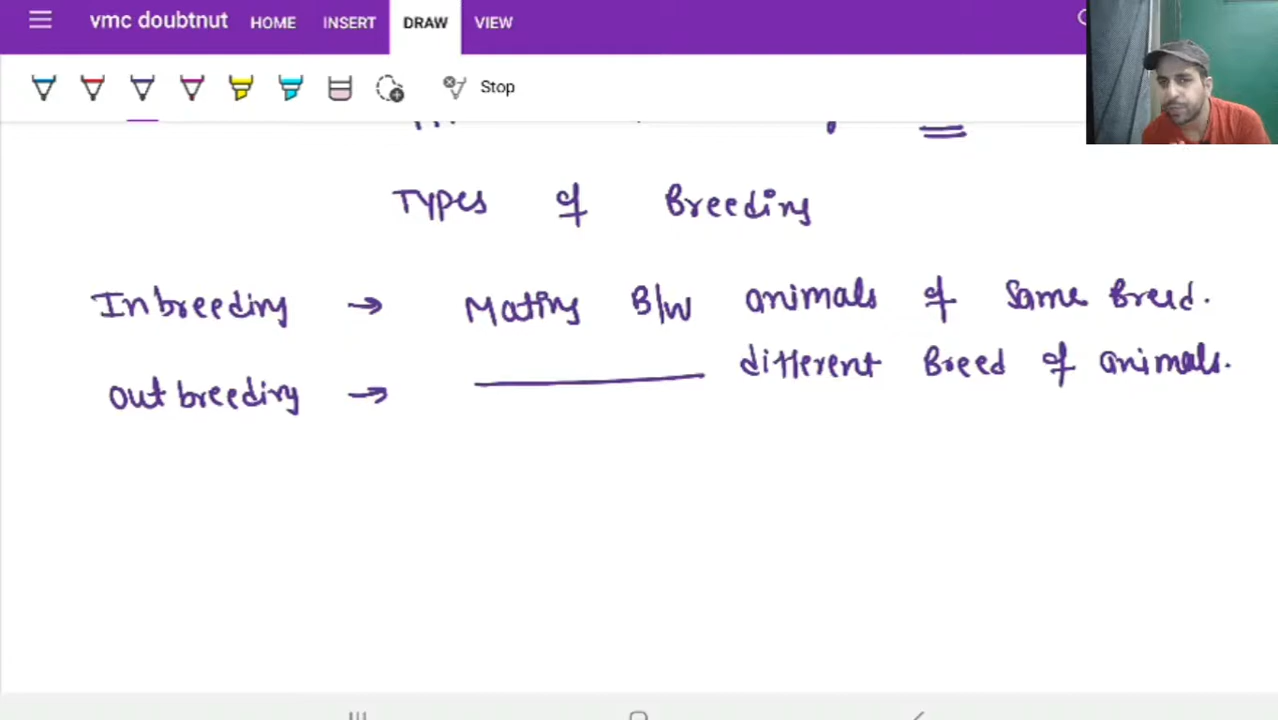 vmc doubtnut HOME INSERT DRAW VIEW
Stop
Types of Breeding
Inbreeding → Mating B/w animals of Same Breed.
Out breeding → ——— different Breed of animals.